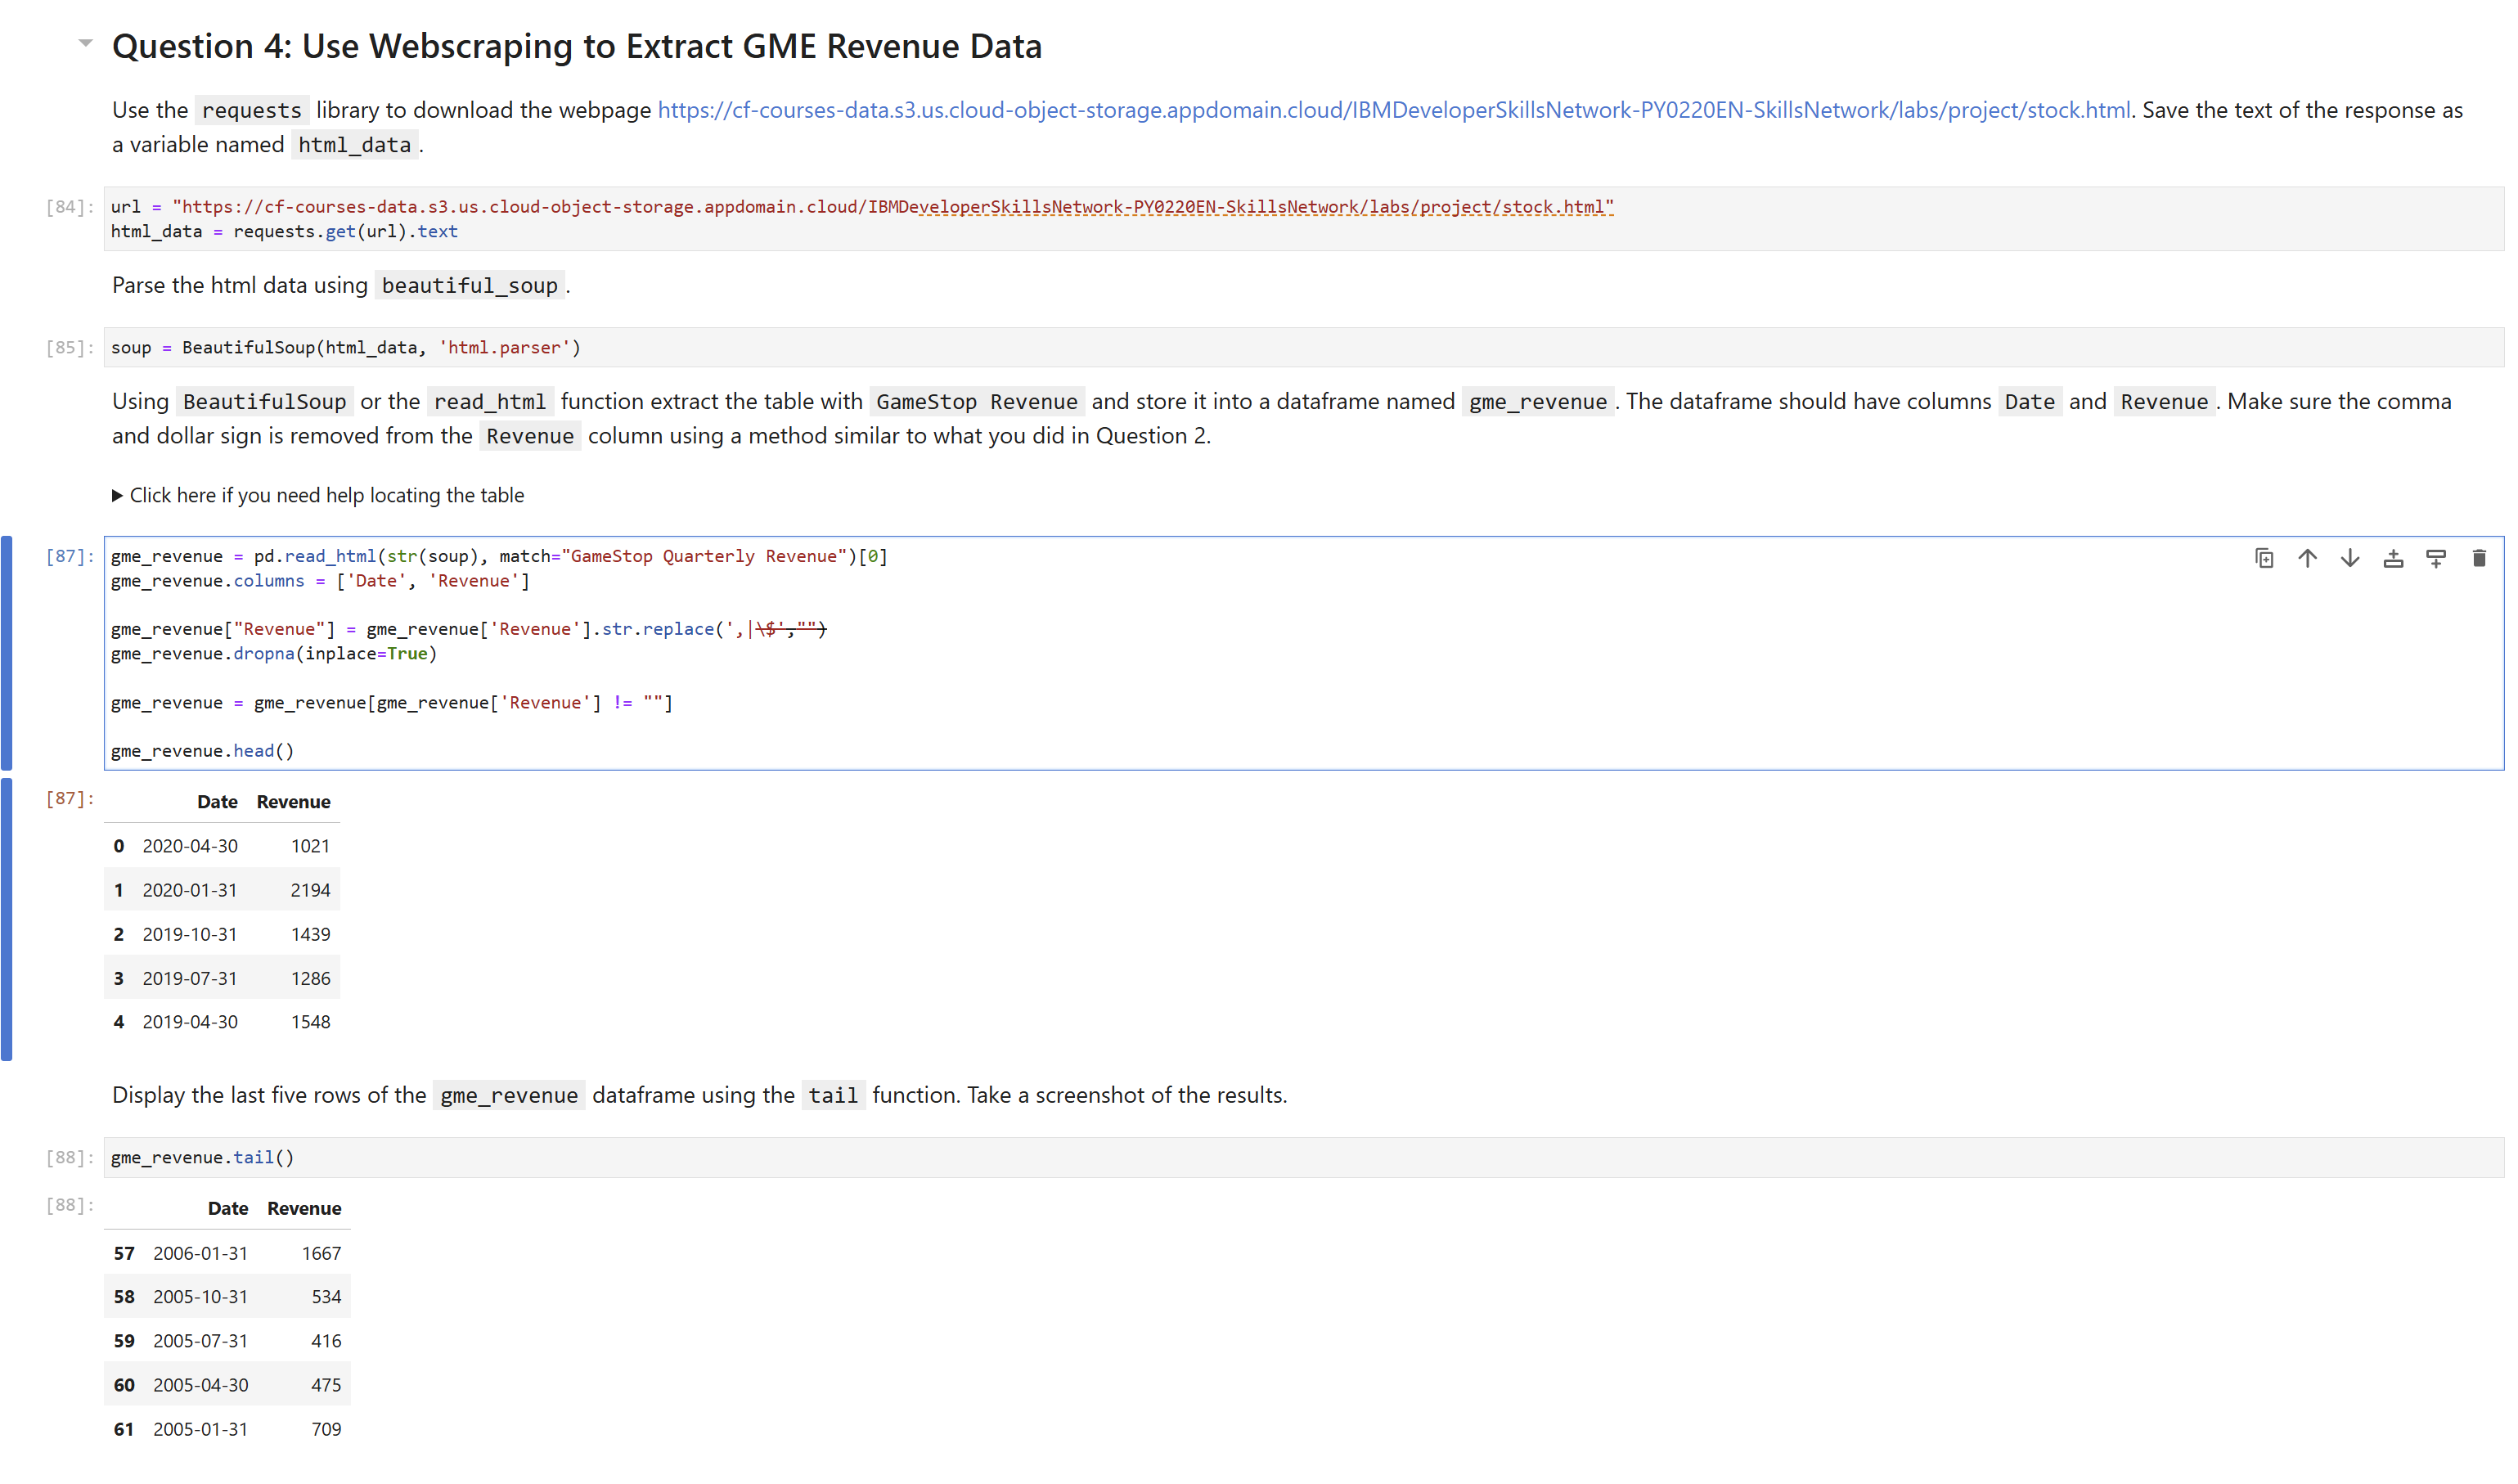 Question 4: Use Webscraping to Extract GME Revenue Data
Use the requests library to download the webpage https://cf-courses-data.s3.us.cloud-object-storage.appdomain.cloud/IBMDeveloperSkillsNetwork-PY0220EN-SkillsNetwork/labs/project/stock.html. Save the text of the response as
a variable named html_data.
[84]: url = "https://cf-courses-data.s3.us.cloud-object-storage.appdomain.cloud/IBMDeveloperSkillsNetwork-PY0220EN-SkillsNetwork/labs/project/stock.html"
html_data = requests.get(url).text
Parse the html data using beautiful_soup.
[85]: soup = BeautifulSoup(html_data, 'html.parser')
Using BeautifulSoup or the read_html function extract the table with GameStop Revenue and store it into a dataframe named gme_revenue. The dataframe should have columns Date and Revenue. Make sure the comma
and dollar sign is removed from the Revenue column using a method similar to what you did in Question 2.
Click here if you need help locating the table
[87]: gme_revenue = pd.read_html(str(soup), match="GameStop Quarterly Revenue")[0]
gme_revenue.columns = ['Date', 'Revenue']
gme_revenue["Revenue"] = gme_revenue['Revenue'].str.replace(',|\$',"")
gme_revenue.dropna(inplace=True)
gme_revenue = gme_revenue[gme_revenue['Revenue'] != ""]
gme_revenue.head()
[87]: Date Revenue
0 2020-04-30 1021
1 2020-01-31 2194
2 2019-10-31 1439
3 2019-07-31 1286
4 2019-04-30 1548
Display the last five rows of the gme_revenue dataframe using the tail function. Take a screenshot of the results.
[88]: gme_revenue.tail()
[88]: Date Revenue
57 2006-01-31 1667
58 2005-10-31 534
59 2005-07-31 416
60 2005-04-30 475
61 2005-01-31 709